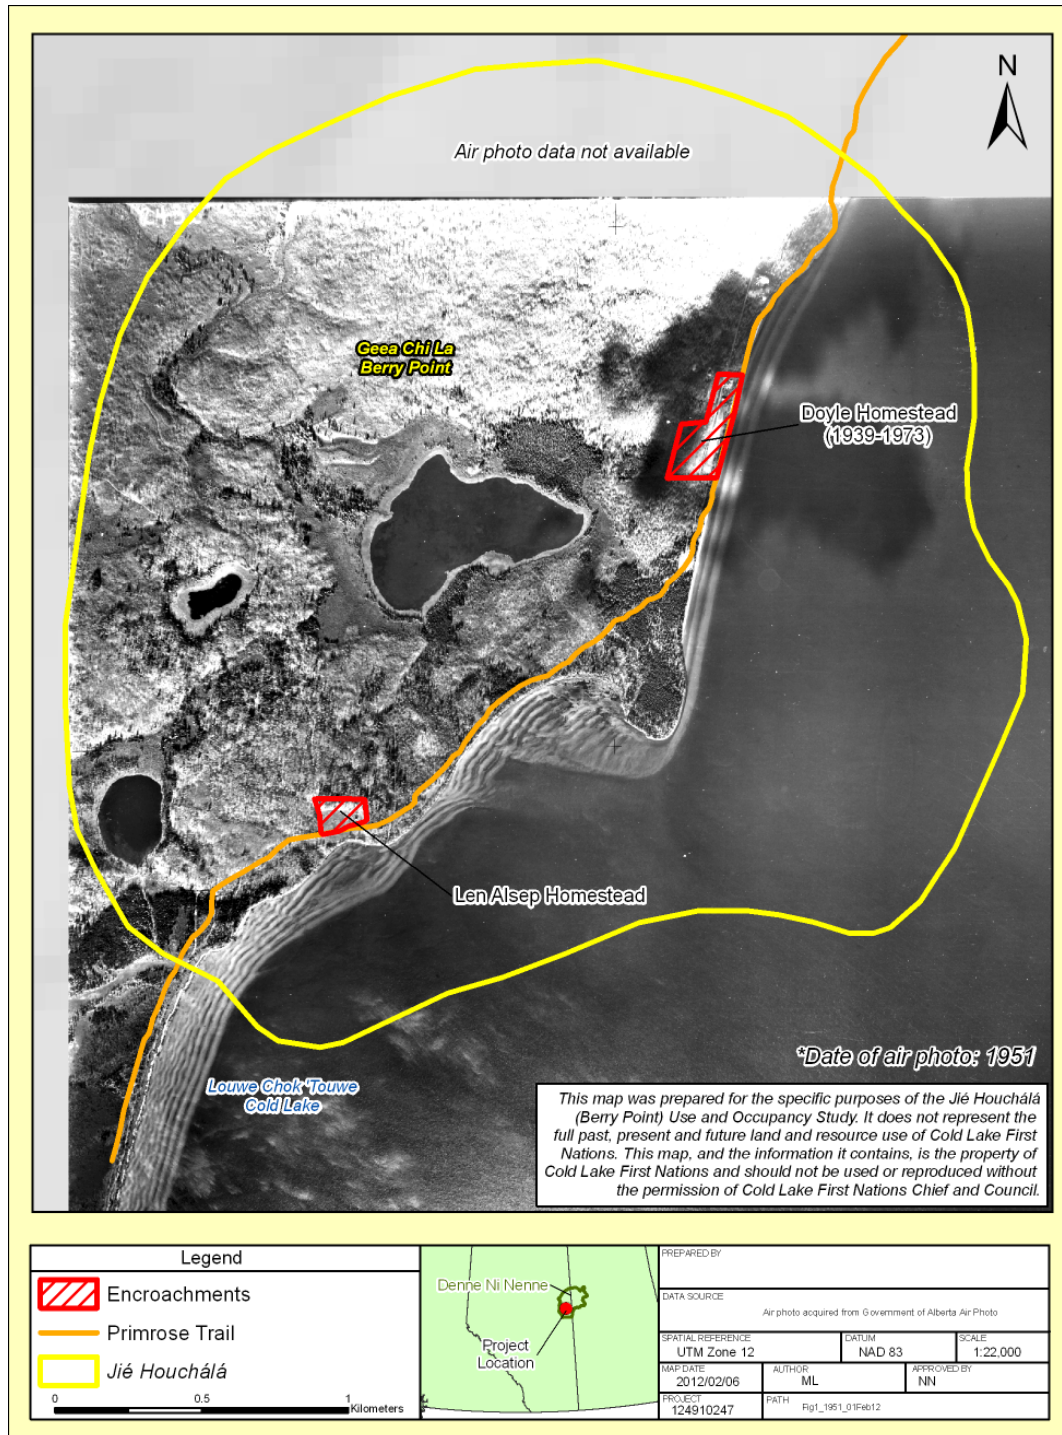 N
Air photo data not available
Geea Chi La
Berry Point
Doyle Homestead
(1939-1973)
Len Alsep Homestead
*Date of air photo: 1951
Louwe Chok 'Touwe
Cold Lake
This map was prepared for the specific purposes of the Jié Houchálá
(Berry Point) Use and Occupancy Study. It does not represent the
full past, present and future land and resource use of Cold Lake First
Nations. This map, and the information it contains, is the property of
Cold Lake First Nations and should not be used or reproduced without
the permission of Cold Lake First Nations Chief and Council.
Legend
Encroachments
Primrose Trail
Jié Houchálá
0 0.5 1
Kilometers
Denne Ni Nenne
Project
Location
PREPARED BY
DATA SOURCE
Air photo acquired from Government of Alberta Air Photo
SPATIAL REFERENCE DATUM SCALE
UTM Zone 12 NAD 83 1:22,000
MAP DATE AUTHOR APPROVED BY
2012/02/06 ML NN
PROJECT PATH
124910247 Fig1_1951_01Feb12